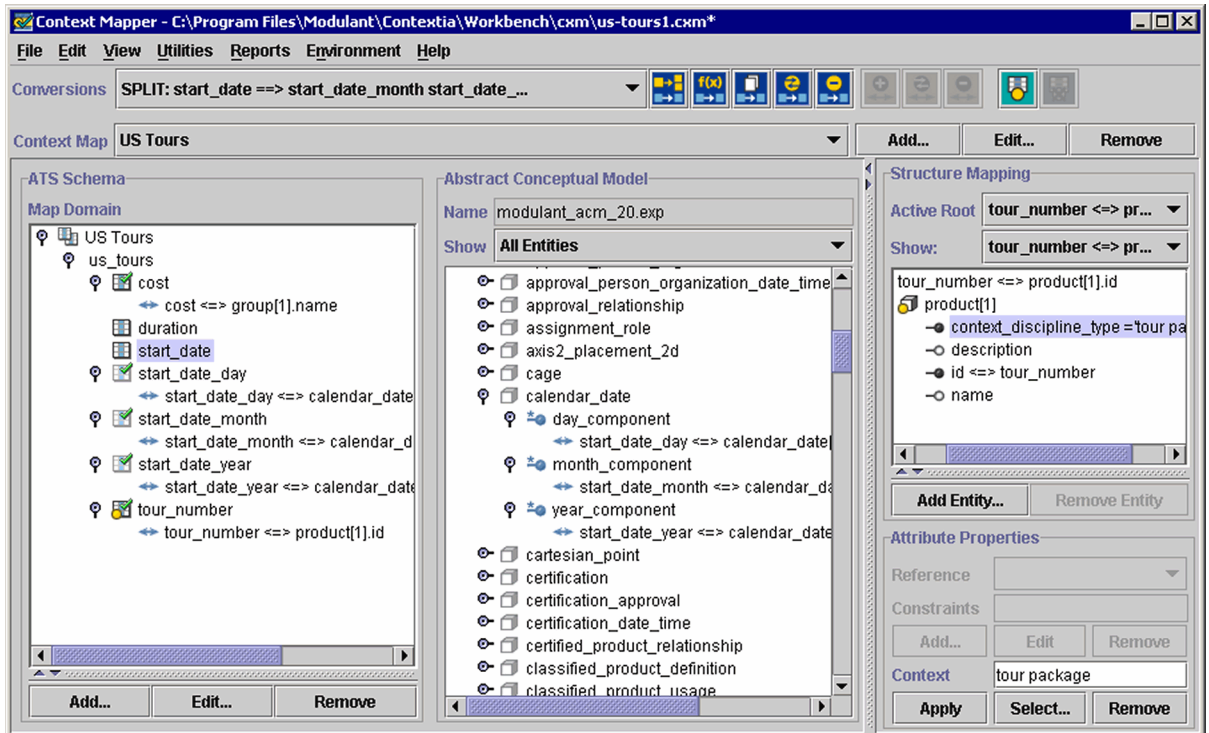 Context Mapper - C:\Program Files\Modulant\Contextia\Workbench\cxm\us-tours1.cxm*
File Edit View Utilities Reports Environment Help
Conversions SPLIT: start_date ==> start_date_month start_date_...
f(x)
Context Map US Tours Add... Edit... Remove
ATS Schema
Map Domain
US Tours
us_tours
cost
cost <=> group[1].name
duration
start_date
start_date_day
start_date_day <=> calendar_date
start_date_month
start_date_month <=> calendar_d
start_date_year
start_date_year <=> calendar_date
tour_number
tour_number <=> product[1].id
Add... Edit... Remove
Abstract Conceptual Model
Name modulant_acm_20.exp
Show All Entities
approval_person_organization_date_time
approval_relationship
assignment_role
axis2_placement_2d
cage
calendar_date
day_component
start_date_day <=> calendar_date[
month_component
start_date_month <=> calendar_da
year_component
start_date_year <=> calendar_date
cartesian_point
certification
certification_approval
certification_date_time
certified_product_relationship
classified_product_definition
classified_product_usage
Structure Mapping
Active Root tour_number <=> pr...
Show: tour_number <=> pr...
tour_number <=> product[1].id
product[1]
context_discipline_type ='tour pa
description
id <=> tour_number
name
Add Entity... Remove Entity
Attribute Properties
Reference
Constraints
Add... Edit Remove
Context tour package
Apply Select... Remove